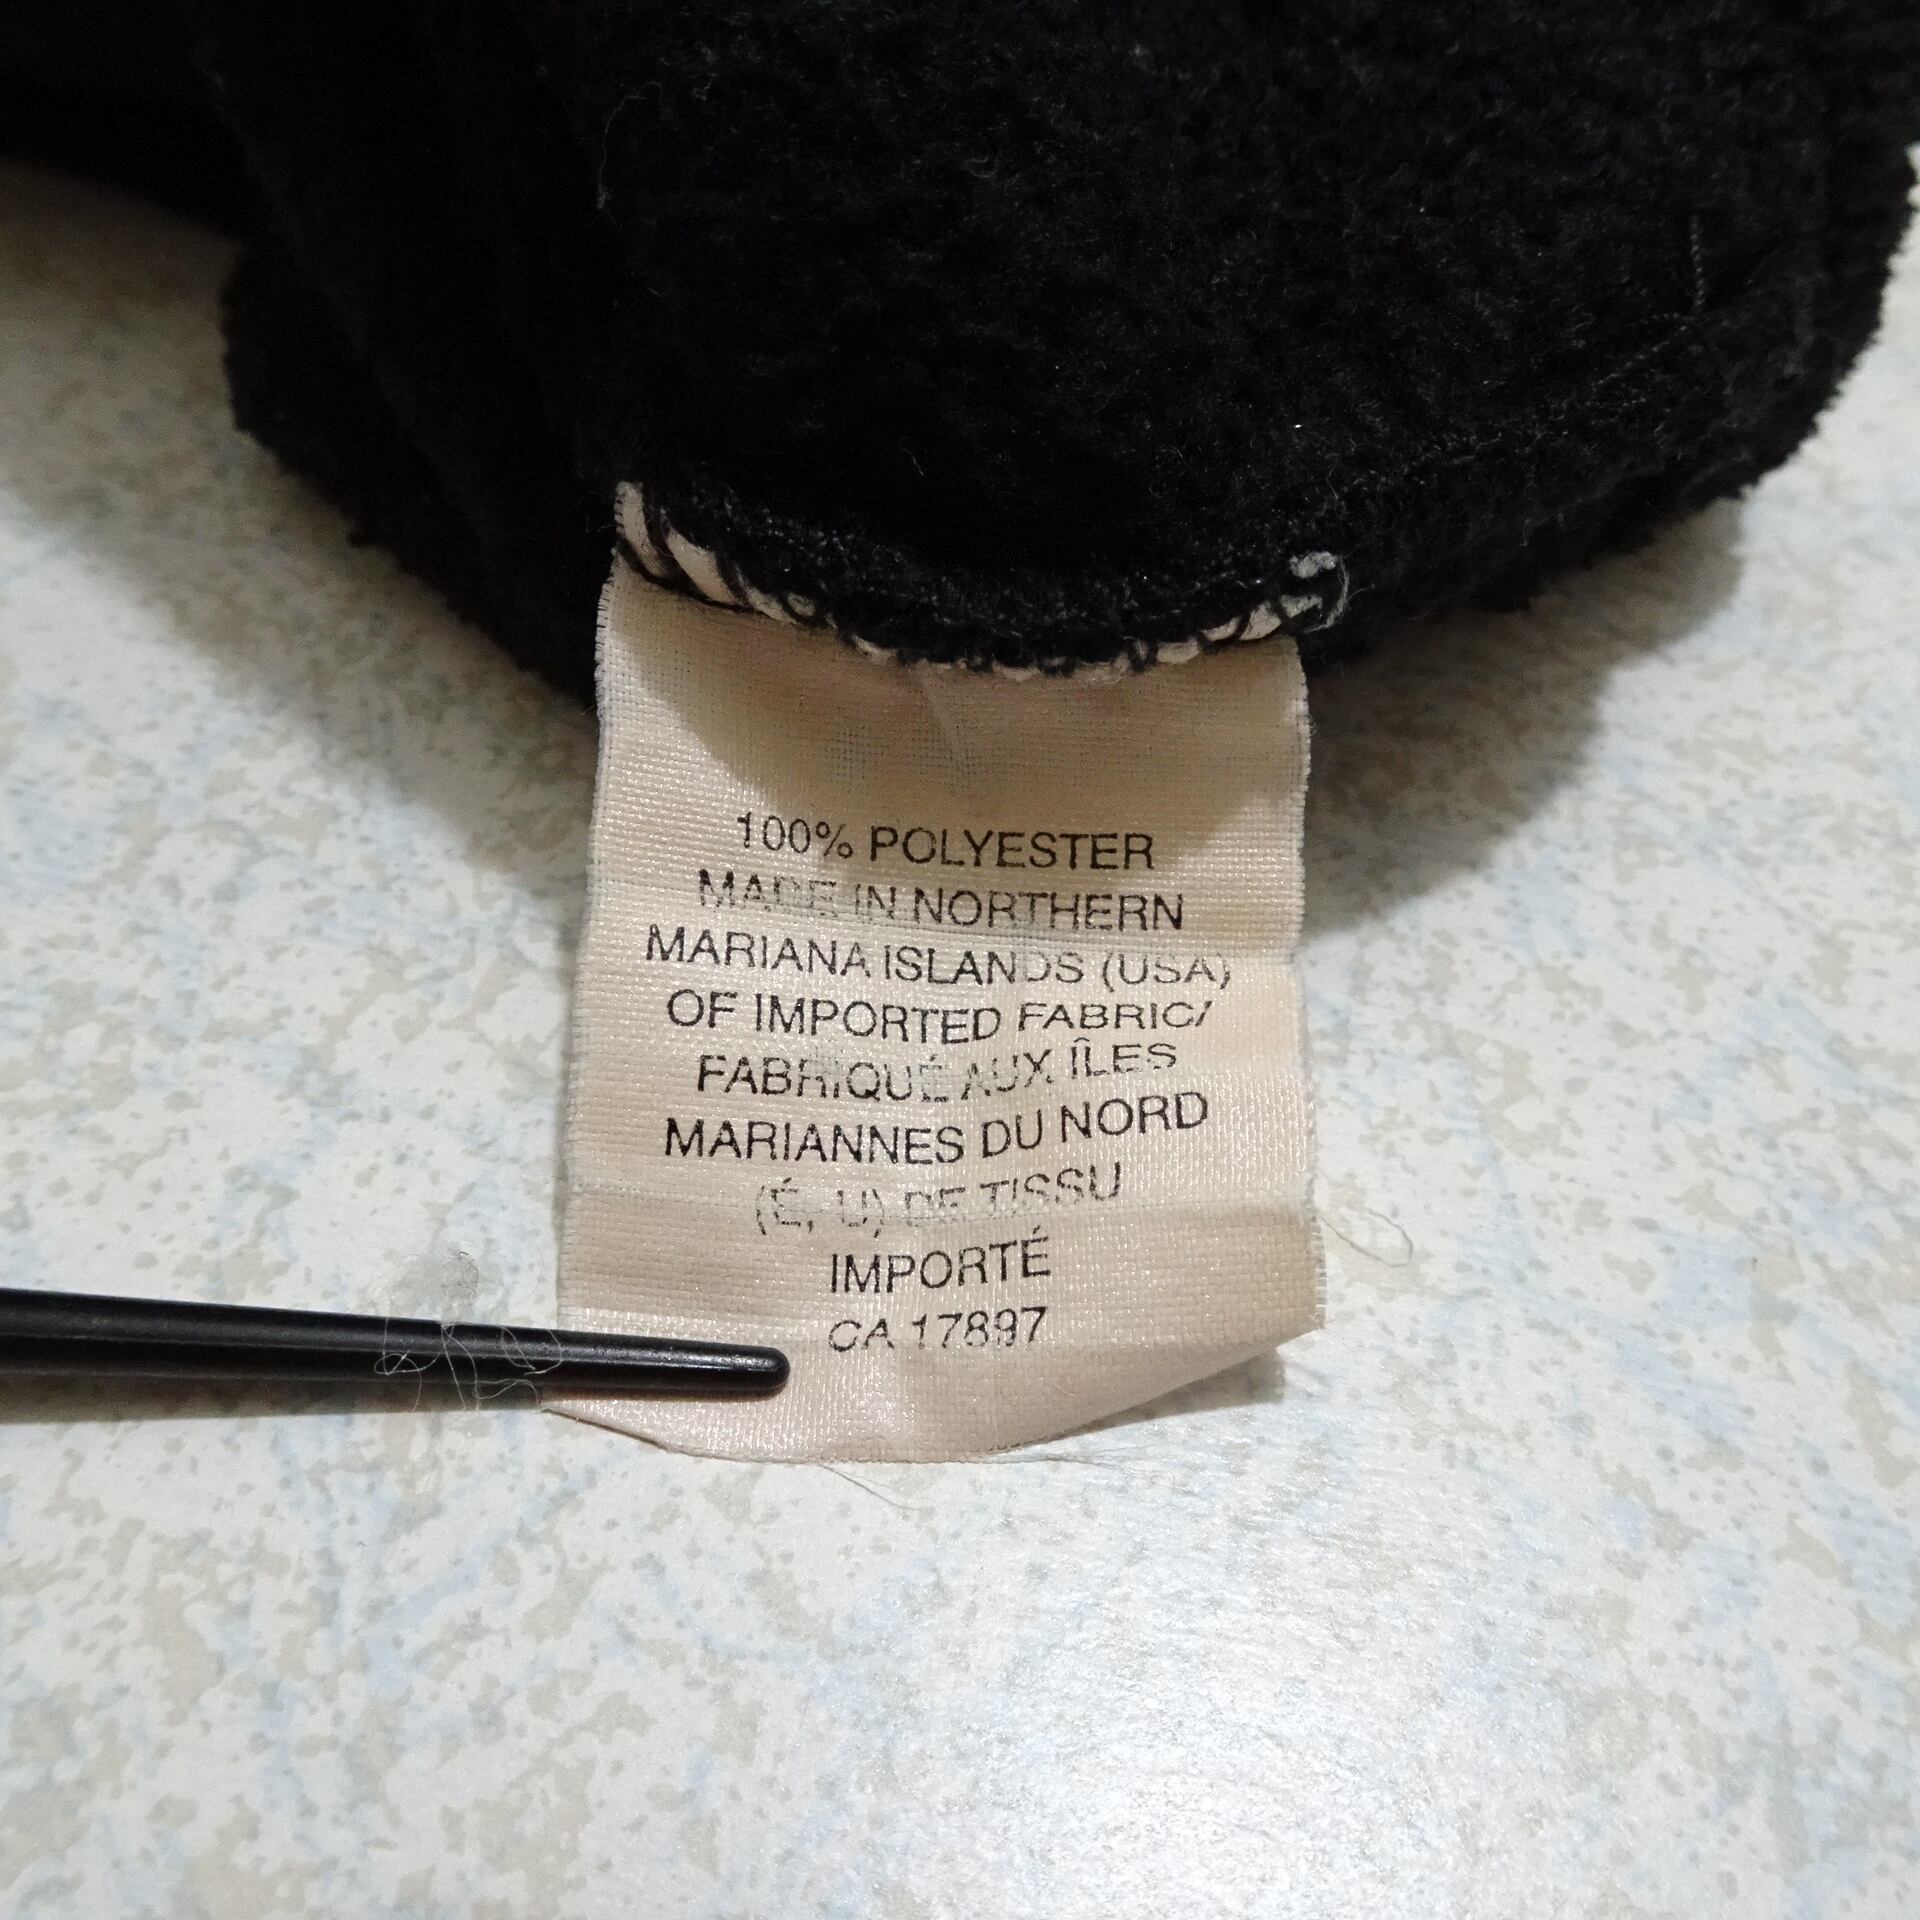 100% POLYESTER
MADE IN NORTHERN
MARIANA ISLANDS (USA)
OF IMPORTED FABRIC/
FABRIQUÉ AUX ÎLES
MARIANNES DU NORD
(É, U) DE TISSU
IMPORTÉ
CA 17897